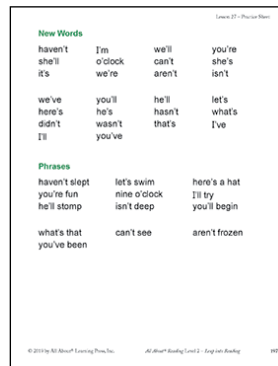 Lesson 27 – Practice Sheet
New Words
haven't I'm we'll you're
she'll o'clock can't she's
it's we're aren't isn't
we've you'll he'll let's
here's he's hasn't what's
didn't wasn't that's I've
I'll you've
Phrases
haven't slept let's swim here's a hat
you're fun nine o'clock I'll try
he'll stomp isn't deep you'll begin
what's that can't see aren't frozen
you've been
© 2014 by All About® Learning Press, Inc. All About® Reading Level 2 – Leap into Reading